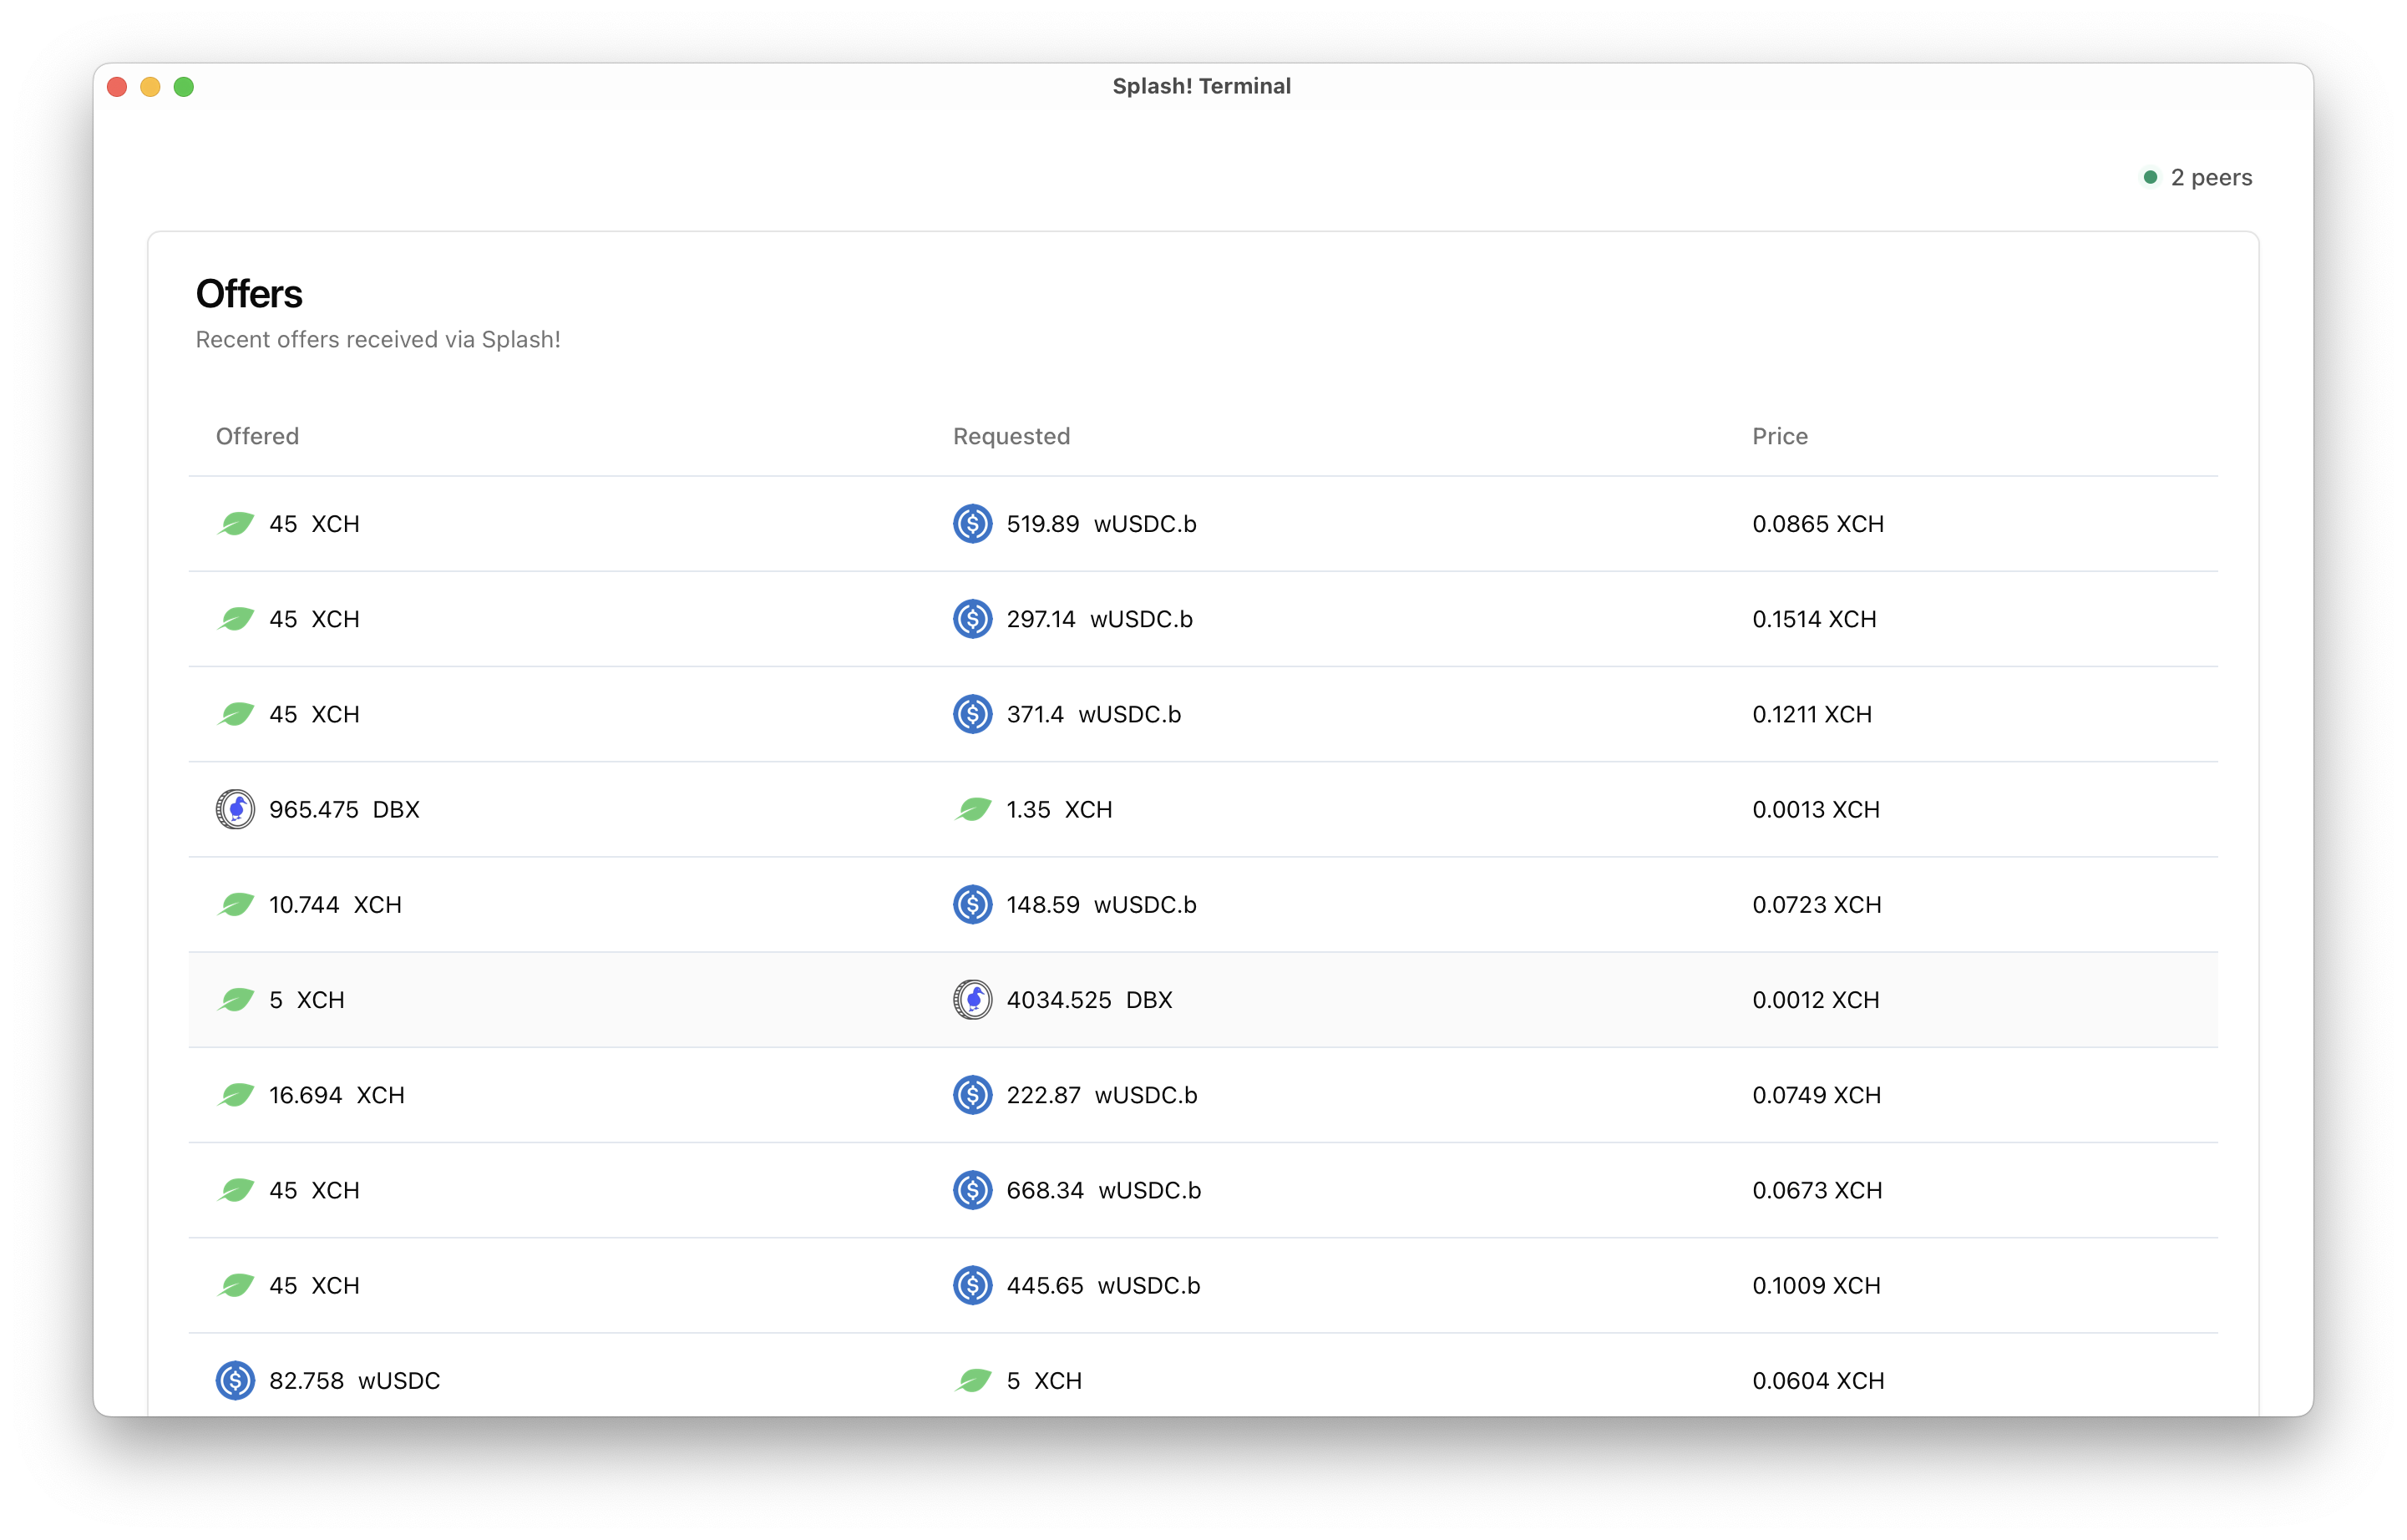 Splash! Terminal
2 peers
Offers
Recent offers received via Splash!
Offered Requested Price
45 XCH 519.89 wUSDC.b 0.0865 XCH
45 XCH 297.14 wUSDC.b 0.1514 XCH
45 XCH 371.4 wUSDC.b 0.1211 XCH
965.475 DBX 1.35 XCH 0.0013 XCH
10.744 XCH 148.59 wUSDC.b 0.0723 XCH
5 XCH 4034.525 DBX 0.0012 XCH
16.694 XCH 222.87 wUSDC.b 0.0749 XCH
45 XCH 668.34 wUSDC.b 0.0673 XCH
45 XCH 445.65 wUSDC.b 0.1009 XCH
82.758 wUSDC 5 XCH 0.0604 XCH